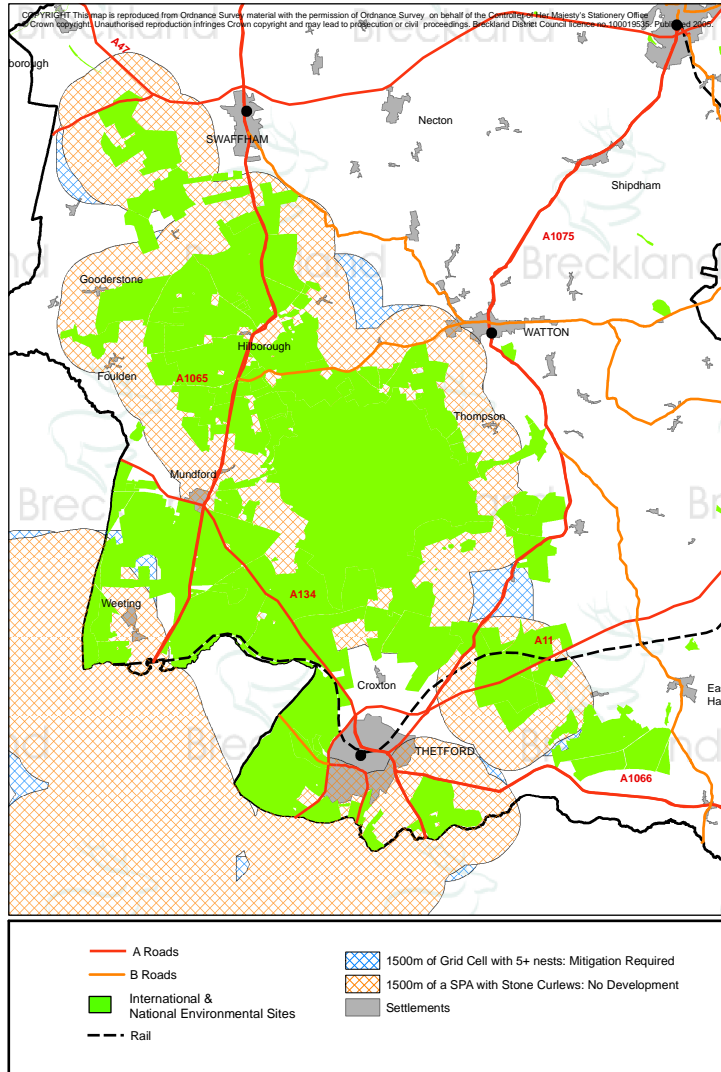 COPYRIGHT This map is reproduced from Ordnance Survey material with the permission of Ordnance Survey on behalf of the Controller of Her Majesty's Stationery Office
Crown copyright. Unauthorised reproduction infringes Crown copyright and may lead to prosecution or civil proceedings. Breckland District Council licence no.100019535. Published 2005.
A47
borough
SWAFFHAM
Necton
Shipdham
A1075
Breckland
Gooderstone
WATTON
Hilborough
Foulden
A1065
Thompson
Mundford
Breckland
A134
Weeting
A11
Croxton
Ea
Ha
THETFORD
A1066
A Roads
B Roads
International &
National Environmental Sites
Rail
1500m of Grid Cell with 5+ nests: Mitigation Required
1500m of a SPA with Stone Curlews: No Development
Settlements